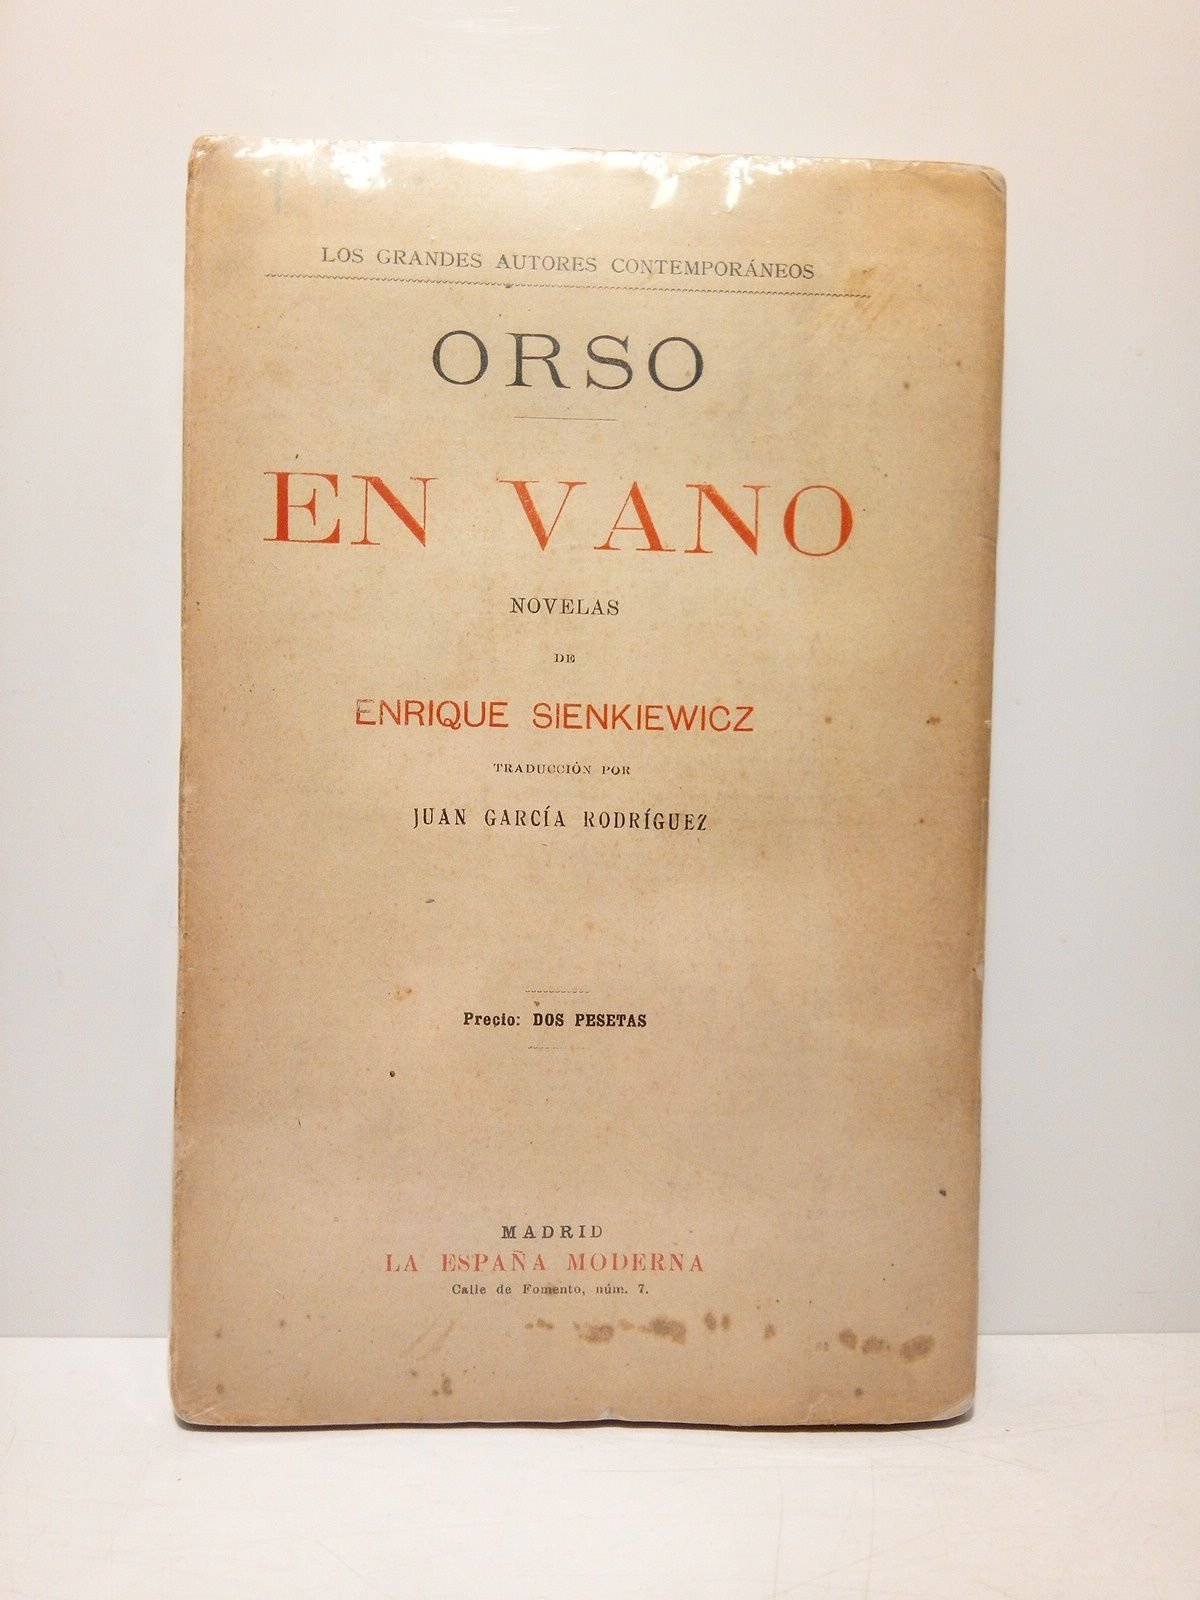 LOS GRANDES AUTORES CONTEMPORÁNEOS
ORSO
EN VANO
NOVELAS
DE
ENRIQUE SIENKIEWICZ
TRADUCCIÓN POR
JUAN GARCÍA RODRÍGUEZ
Precio: DOS PESETAS
MADRID
LA ESPAÑA MODERNA
Calle de Fomento, núm. 7.